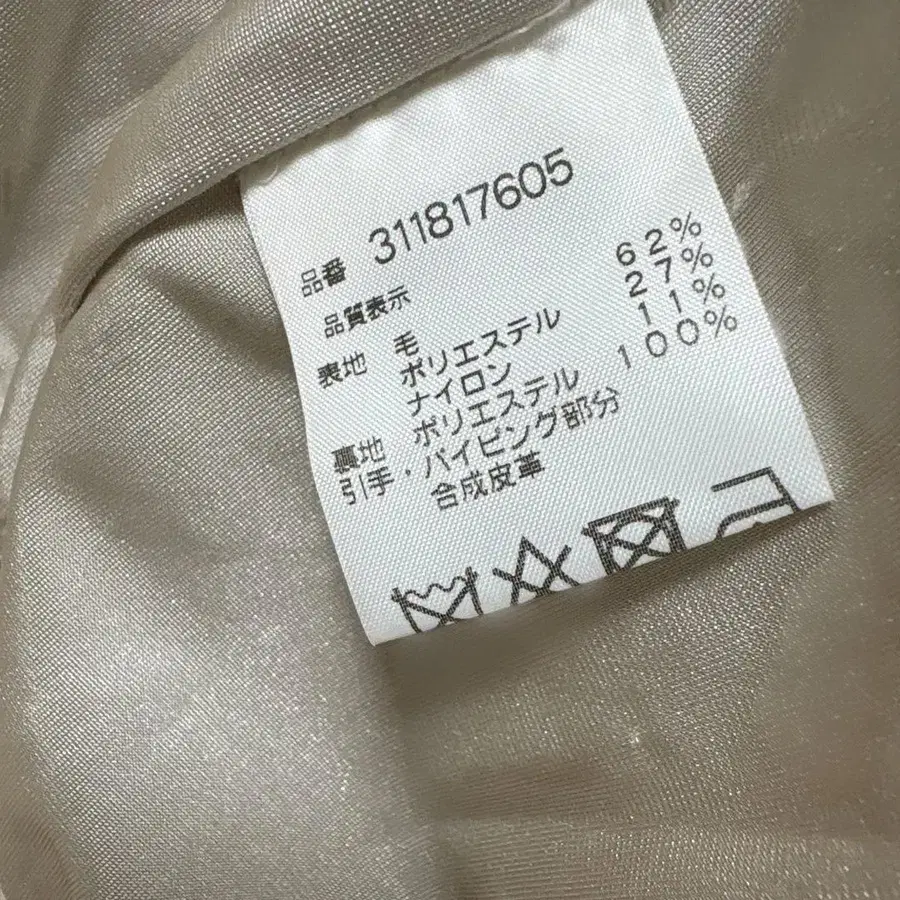 品番 311817605
品質表示
表地 毛 62%
ポリエステル 27%
ナイロン 11%
裏地 ポリエステル 100%
引手・パイピング部分
合成皮革